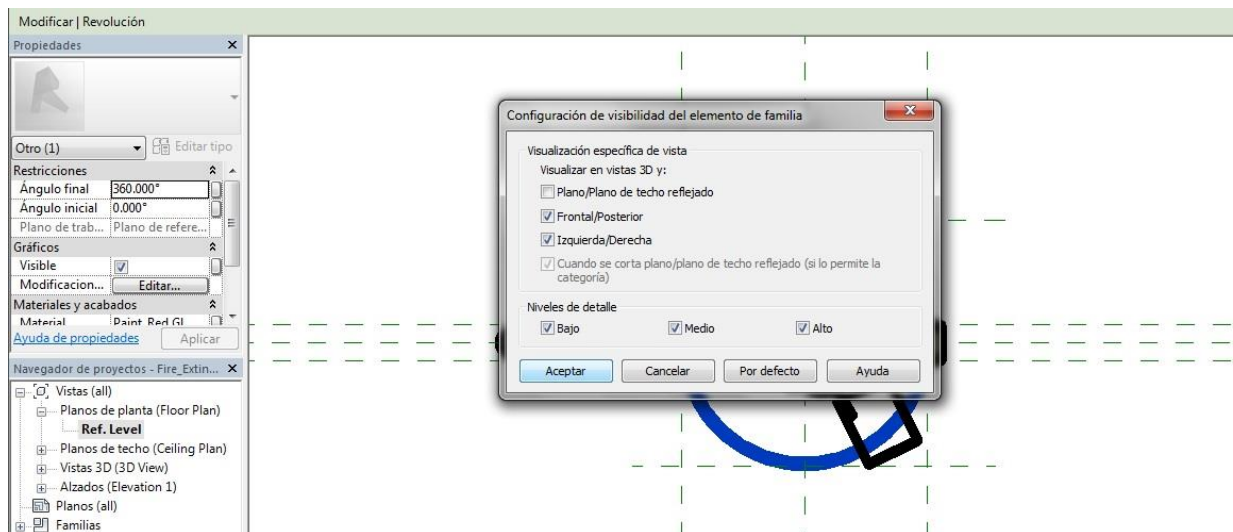 Modificar | Revolución
Propiedades
Otro (1)
Editar tipo
Restricciones
Ángulo final 360.000°
Ángulo inicial 0.000°
Plano de trab... Plano de refere...
Gráficos
Visible
Modificacion... Editar...
Materiales y acabados
Material Paint Red Gl
Ayuda de propiedades
Aplicar
Navegador de proyectos - Fire_Extin...
Vistas (all)
Planos de planta (Floor Plan)
Ref. Level
Planos de techo (Ceiling Plan)
Vistas 3D (3D View)
Alzados (Elevation 1)
Planos (all)
Familias
Configuración de visibilidad del elemento de familia
Visualización específica de vista
Visualizar en vistas 3D y:
Plano/Plano de techo reflejado
Frontal/Posterior
Izquierda/Derecha
Cuando se corta plano/plano de techo reflejado (si lo permite la
categoría)
Niveles de detalle
Bajo Medio Alto
Aceptar Cancelar Por defecto Ayuda